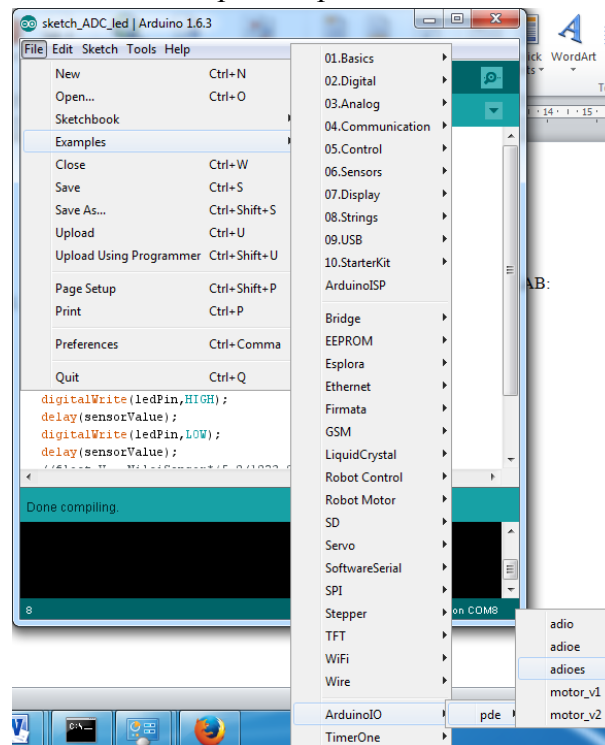 sketch_ADC_led | Arduino 1.6.3
File Edit Sketch Tools Help
New Ctrl+N
Open... Ctrl+O
Sketchbook
Examples
Close Ctrl+W
Save Ctrl+S
Save As... Ctrl+Shift+S
Upload Ctrl+U
Upload Using Programmer Ctrl+Shift+U
Page Setup Ctrl+Shift+P
Print Ctrl+P
Preferences Ctrl+Comma
Quit Ctrl+Q
digitalWrite(ledPin,HIGH);
delay(sensorValue);
digitalWrite(ledPin,LOW);
delay(sensorValue);
Done compiling.
8
on COM8
01.Basics
02.Digital
03.Analog
04.Communication
05.Control
06.Sensors
07.Display
08.Strings
09.USB
10.StarterKit
ArduinoISP
Bridge
EEPROM
Esplora
Ethernet
Firmata
GSM
LiquidCrystal
Robot Control
Robot Motor
SD
Servo
SoftwareSerial
SPI
Stepper
TFT
WiFi
Wire
ArduinoIO
TimerOne
pde
adio
adioe
adioes
motor_v1
motor_v2
WordArt
14 15
AB: